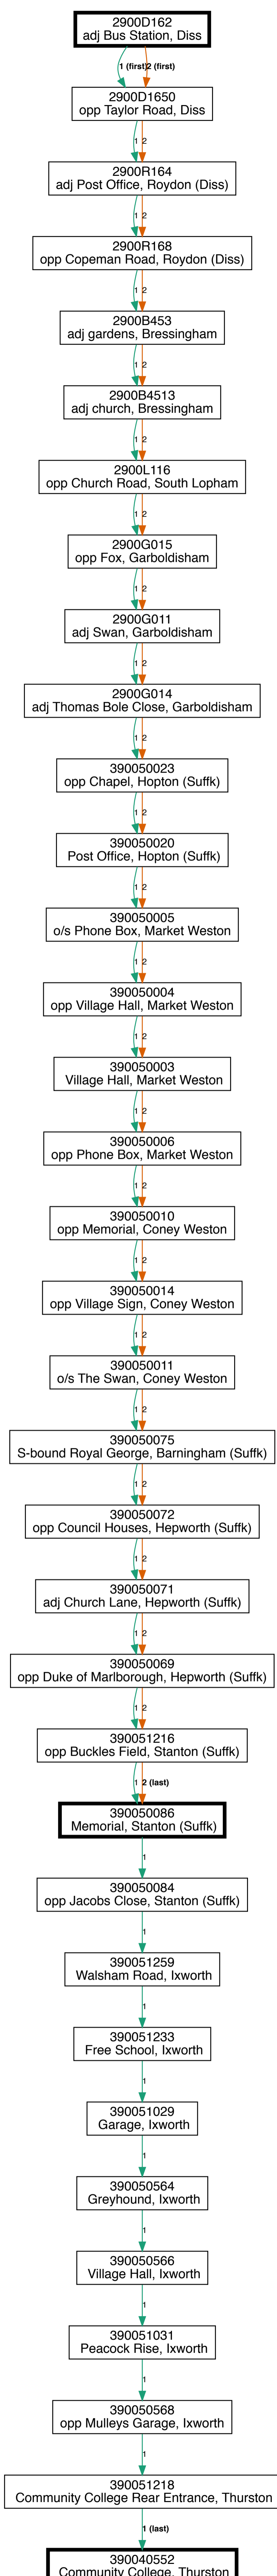 2900D162
adj Bus Station, Diss
1 (first)
2 (first)
2900D1650
opp Taylor Road, Diss
1
2
2900R164
adj Post Office, Roydon (Diss)
1
2
2900R168
opp Copeman Road, Roydon (Diss)
1
2
2900B453
adj gardens, Bressingham
1
2
2900B4513
adj church, Bressingham
1
2
2900L116
opp Church Road, South Lopham
1
2
2900G015
opp Fox, Garboldisham
1
2
2900G011
adj Swan, Garboldisham
1
2
2900G014
adj Thomas Bole Close, Garboldisham
1
2
390050023
opp Chapel, Hopton (Suffk)
1
2
390050020
Post Office, Hopton (Suffk)
1
2
390050005
o/s Phone Box, Market Weston
1
2
390050004
opp Village Hall, Market Weston
1
2
390050003
Village Hall, Market Weston
1
2
390050006
opp Phone Box, Market Weston
1
2
390050010
opp Memorial, Coney Weston
1
2
390050014
opp Village Sign, Coney Weston
1
2
390050011
o/s The Swan, Coney Weston
1
2
390050075
S-bound Royal George, Barningham (Suffk)
1
2
390050072
opp Council Houses, Hepworth (Suffk)
1
2
390050071
adj Church Lane, Hepworth (Suffk)
1
2
390050069
opp Duke of Marlborough, Hepworth (Suffk)
1
2
390051216
opp Buckles Field, Stanton (Suffk)
1
2 (last)
390050086
Memorial, Stanton (Suffk)
1
390050084
opp Jacobs Close, Stanton (Suffk)
1
390051259
Walsham Road, Ixworth
1
390051233
Free School, Ixworth
1
390051029
Garage, Ixworth
1
390050564
Greyhound, Ixworth
1
390050566
Village Hall, Ixworth
1
390051031
Peacock Rise, Ixworth
1
390050568
opp Mulleys Garage, Ixworth
1
390051218
Community College Rear Entrance, Thurston
1 (last)
390040552
Community College, Thurston